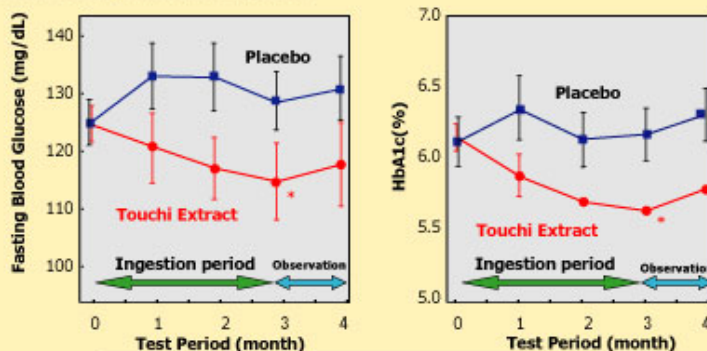 Fasting Blood Glucose (mg/dL)
140
130
120
110
100
Placebo
*
Touchi Extract
Ingestion period
Observation
0 1 2 3 4
Test Period (month)
HbA1c(%)
7.0
6.5
6.0
5.5
5.0
Placebo
Touchi Extract
*
Ingestion period
Observation
0 1 2 3 4
Test Period (month)